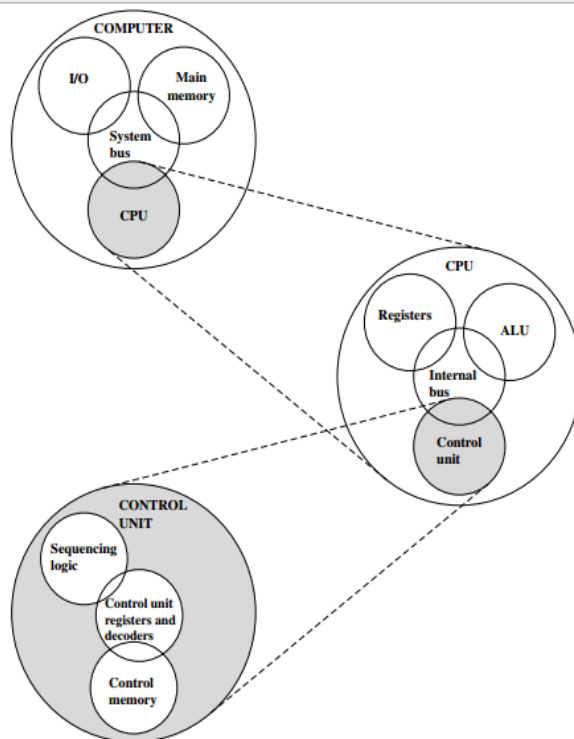 COMPUTER
I/O
Main
memory
System
bus
CPU
CPU
Registers
ALU
Internal
bus
Control
unit
CONTROL
UNIT
Sequencing
logic
Control unit
registers and
decoders
Control
memory